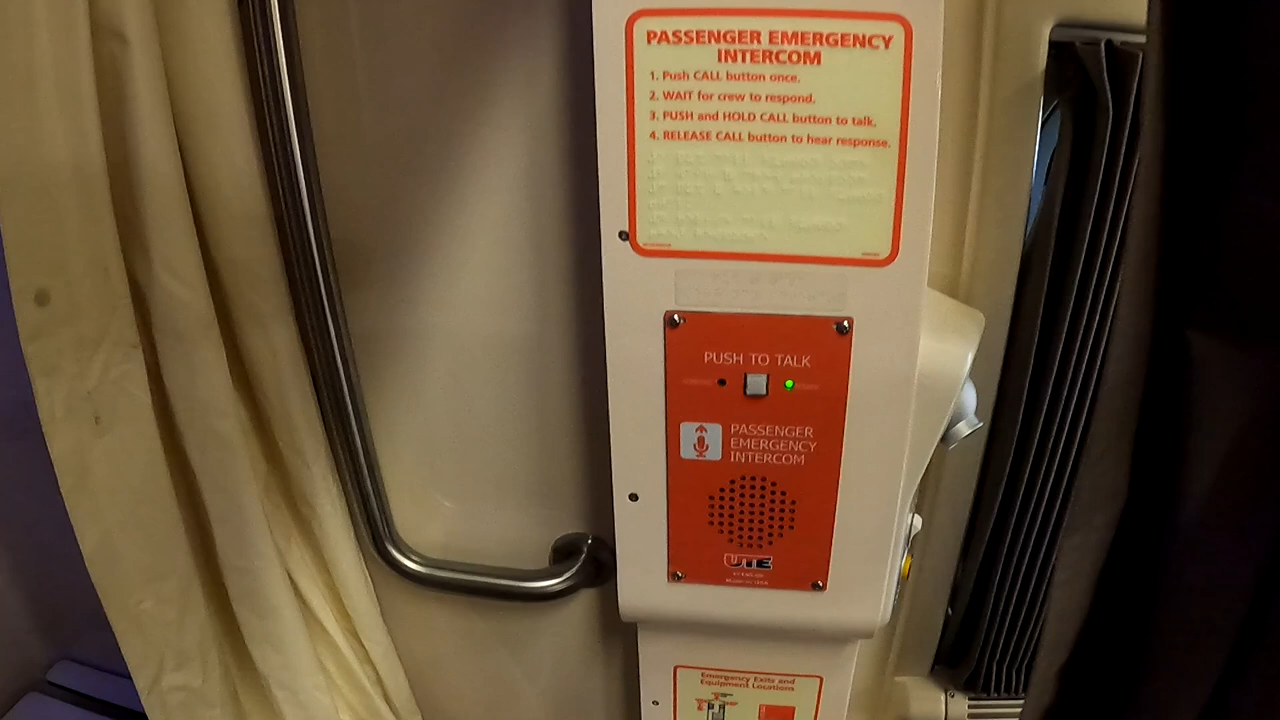 PASSENGER EMERGENCY
INTERCOM
1. Push CALL button once.
2. WAIT for crew to respond.
3. PUSH and HOLD CALL button to talk.
4. RELEASE CALL button to hear response.
PUSH TO TALK
PASSENGER
EMERGENCY
INTERCOM
UTE
Emergency Exits and
Equipment Locations